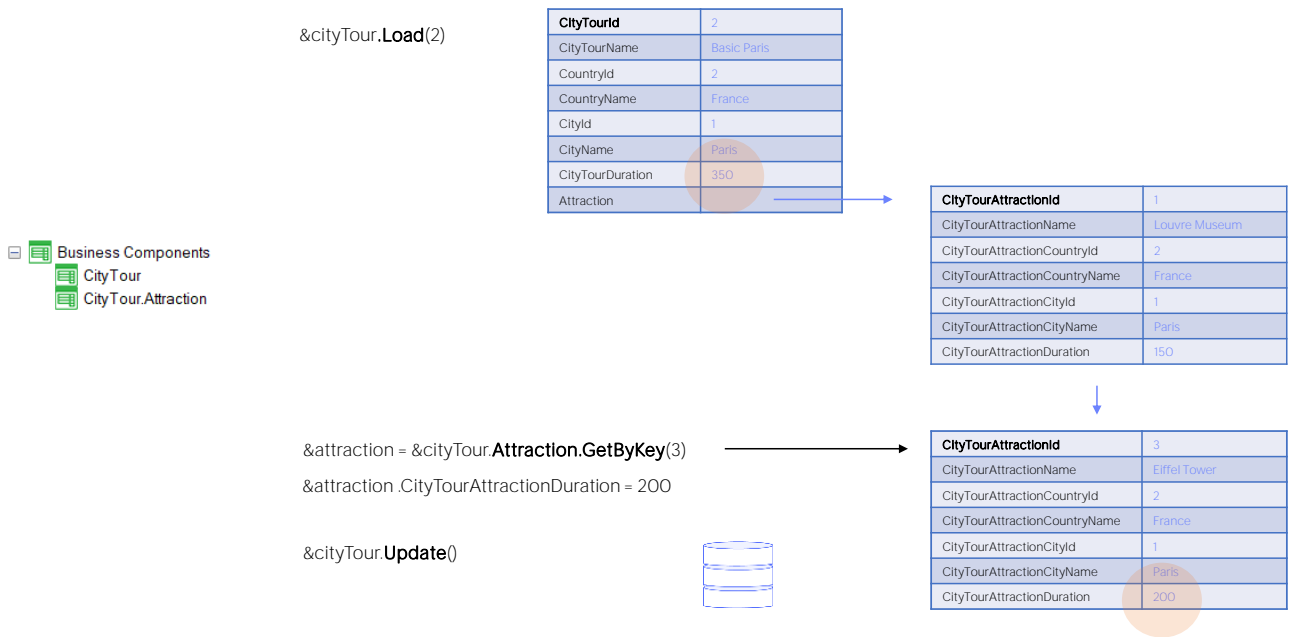 &cityTour.Load(2)
CityTourId 2
CityTourName Basic Paris
CountryId 2
CountryName France
CityId 1
CityName Paris
CityTourDuration 350
Attraction
CityTourAttractionId 1
CityTourAttractionName Louvre Museum
CityTourAttractionCountryId 2
CityTourAttractionCountryName France
CityTourAttractionCityId 1
CityTourAttractionCityName Paris
CityTourAttractionDuration 150
Business Components
CityTour
CityTour.Attraction
&attraction = &cityTour.Attraction.GetByKey(3)
&attraction .CityTourAttractionDuration = 200
&cityTour.Update()
CityTourAttractionId 3
CityTourAttractionName Eiffel Tower
CityTourAttractionCountryId 2
CityTourAttractionCountryName France
CityTourAttractionCityId 1
CityTourAttractionCityName Paris
CityTourAttractionDuration 200